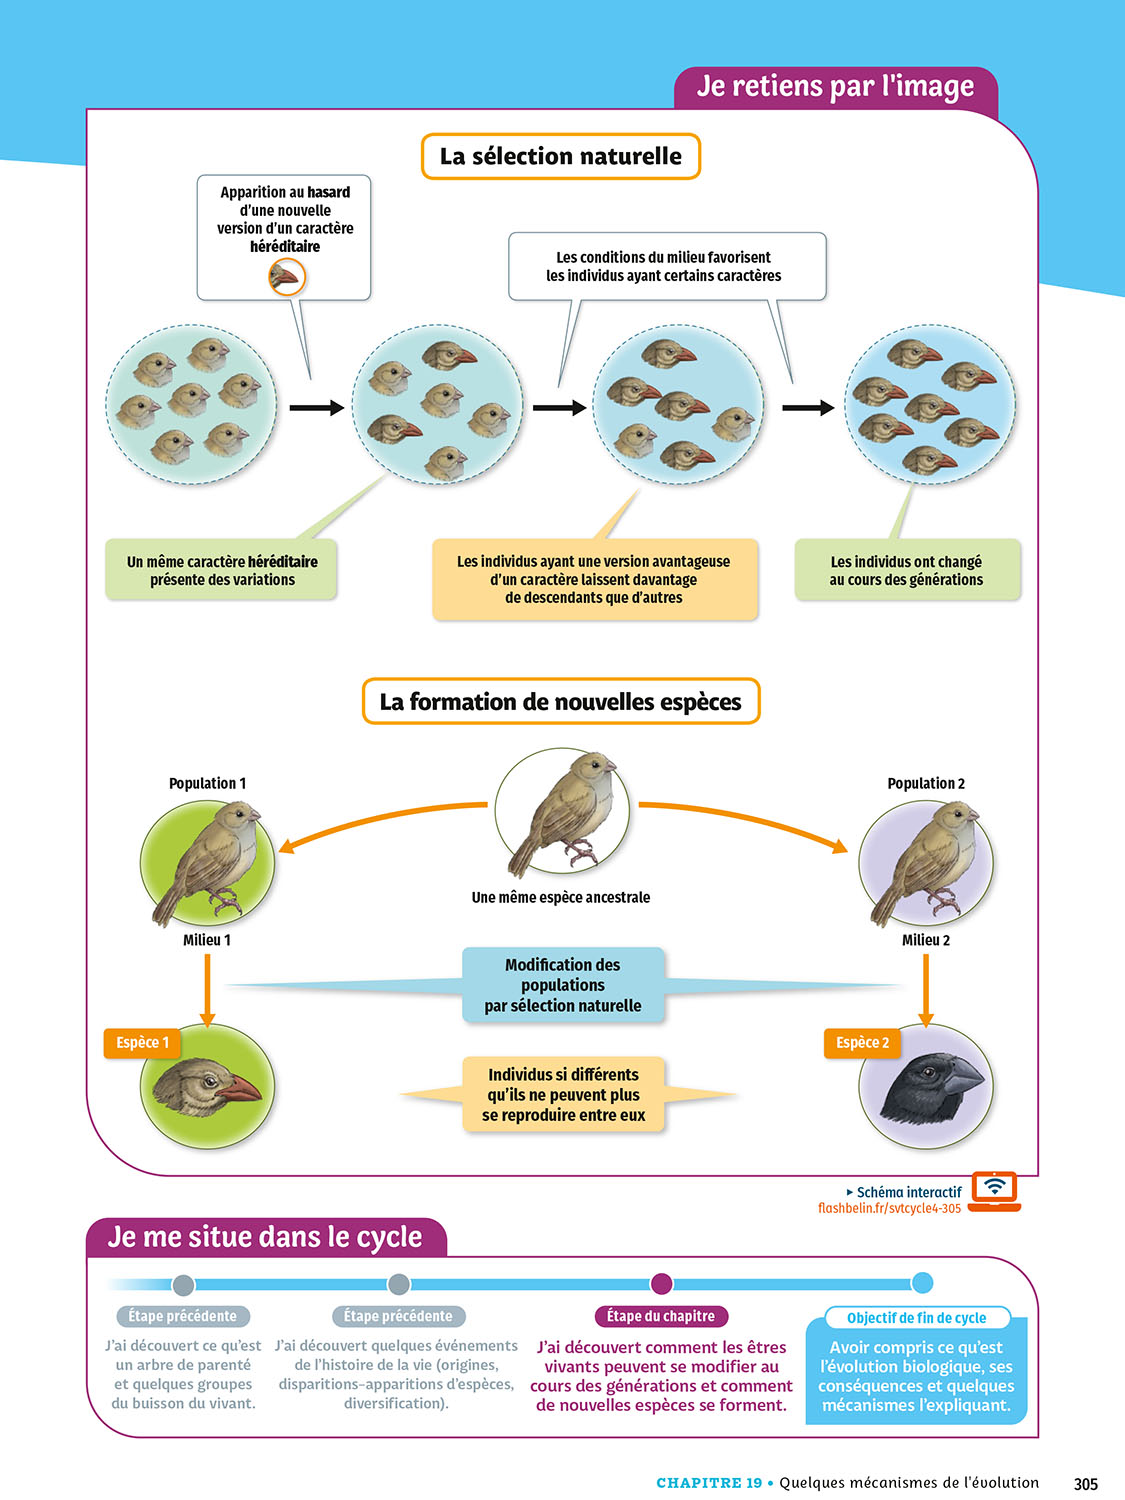 Je retiens par l'image
La sélection naturelle
Apparition au hasard
d'une nouvelle
version d'un caractère
héréditaire
Les conditions du milieu favorisent
les individus ayant certains caractères
Un même caractère héréditaire
présente des variations
Les individus ayant une version avantageuse
d'un caractère laissent davantage
de descendants que d'autres
Les individus ont changé
au cours des générations
La formation de nouvelles espèces
Population 1
Population 2
Une même espèce ancestrale
Milieu 1
Milieu 2
Modification des
populations
par sélection naturelle
Espèce 1
Espèce 2
Individus si différents
qu'ils ne peuvent plus
se reproduire entre eux
▸ Schéma interactif
flashbelin.fr/svtcycle4-305
Je me situe dans le cycle
Étape précédente
J'ai découvert ce qu'est
un arbre de parenté
et quelques groupes
du buisson du vivant.
Étape précédente
J'ai découvert quelques événements
de l'histoire de la vie (origines,
disparitions-apparitions d'espèces,
diversification).
Étape du chapitre
J'ai découvert comment les êtres
vivants peuvent se modifier au
cours des générations et comment
de nouvelles espèces se forment.
Objectif de fin de cycle
Avoir compris ce qu'est
l'évolution biologique, ses
conséquences et quelques
mécanismes l'expliquant.
CHAPITRE 19 • Quelques mécanismes de l'évolution 305